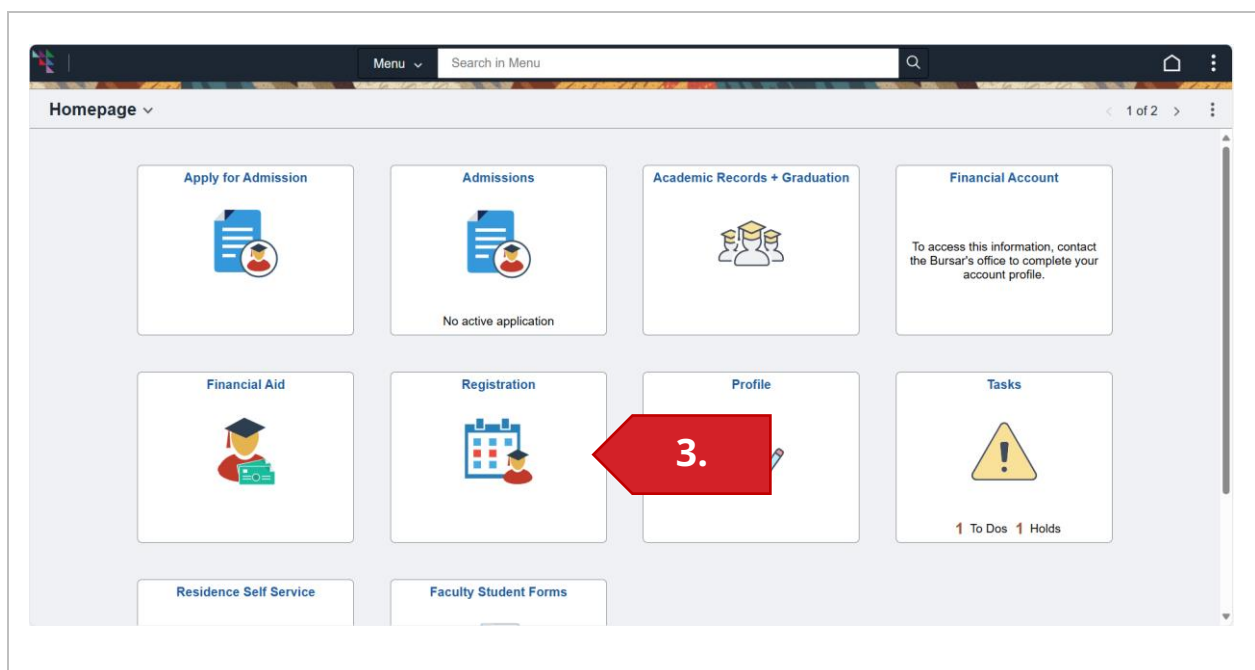 Menu
Search in Menu
Homepage
1 of 2
Apply for Admission
Admissions
No active application
Academic Records + Graduation
Financial Account
To access this information, contact
the Bursar's office to complete your
account profile.
Financial Aid
Registration
3.
Profile
Tasks
1 To Dos 1 Holds
Residence Self Service
Faculty Student Forms